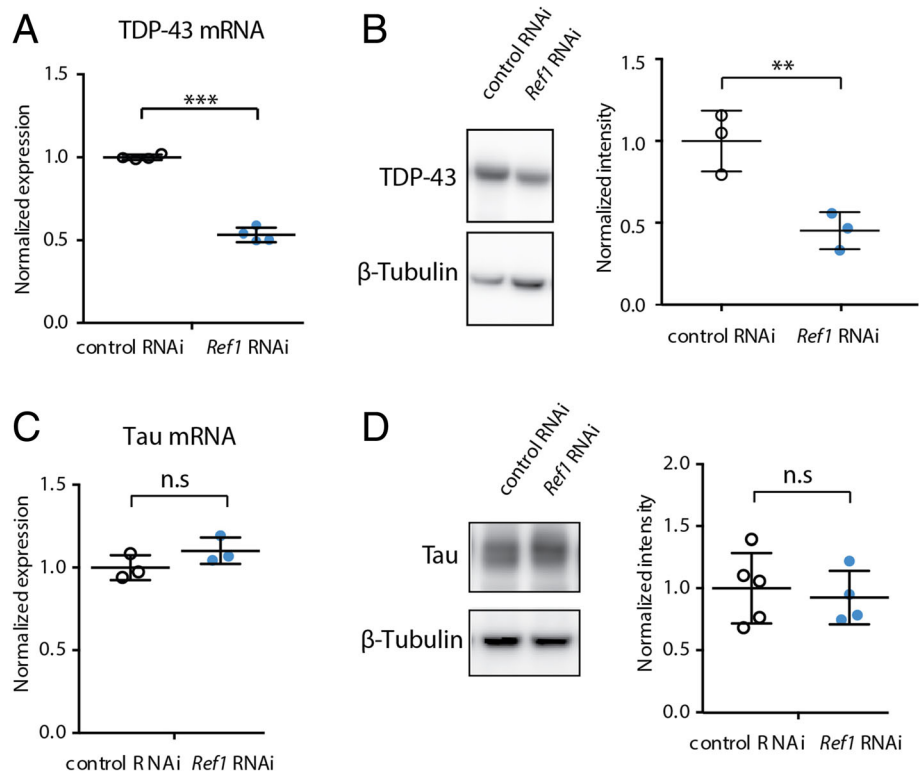 A
TDP-43 mRNA
Normalized expression
1.5
1.0
0.5
0.0
***
control RNAi
Ref1 RNAi
B
control RNAi
Ref1 RNAi
TDP-43
β-Tubulin
Normalized intensity
1.5
1.0
0.5
0.0
**
control RNAi
Ref1 RNAi
C
Tau mRNA
Normalized expression
1.5
1.0
0.5
0.0
n.s
control R NAi
Ref1 RNAi
D
control RNAi
Ref1 RNAi
Tau
β-Tubulin
Normalized intensity
2.0
1.5
1.0
0.5
0.0
n.s
control R NAi
Ref1 RNAi